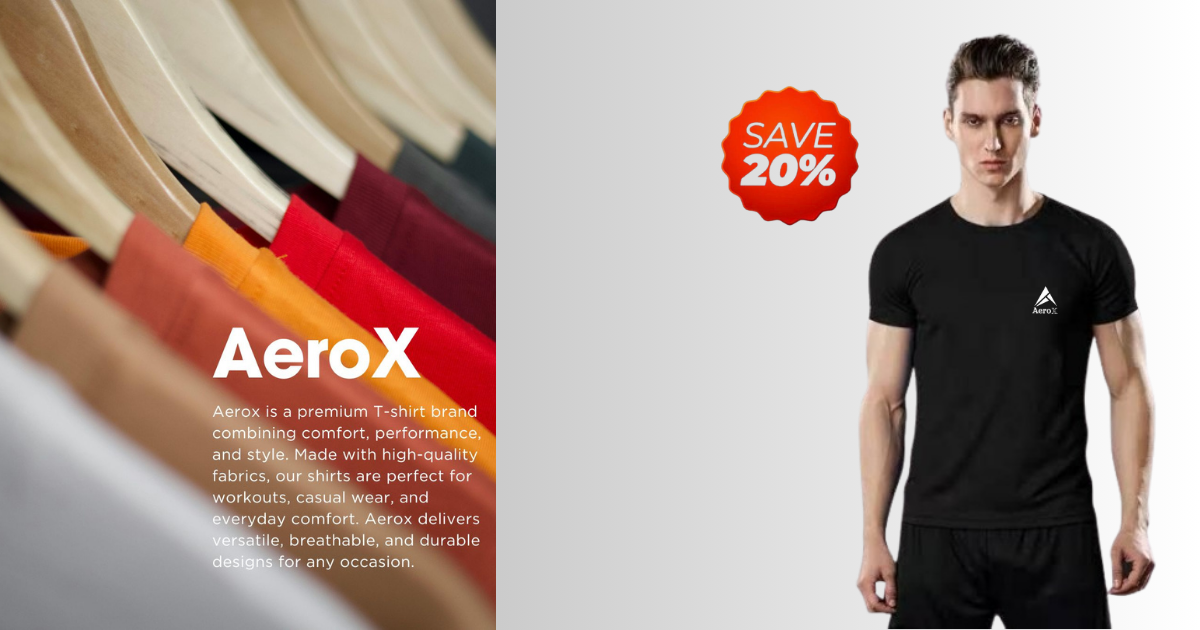 AeroX
Aerox is a premium T-shirt brand
combining comfort, performance,
and style. Made with high-quality
fabrics, our shirts are perfect for
workouts, casual wear, and
everyday comfort. Aerox delivers
versatile, breathable, and durable
designs for any occasion.
SAVE
20%
AeroX